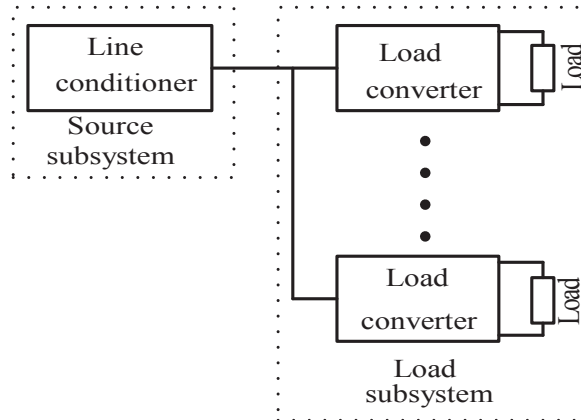 Line
conditioner
Source
subsystem
Load
converter
Load
Load
converter
Load
Load
subsystem